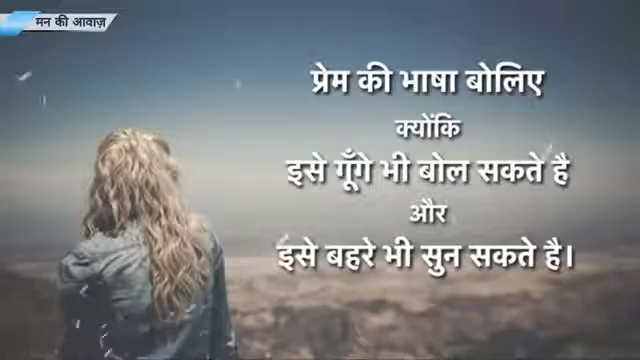 मन की आवाज़
प्रेम की भाषा बोलिए
क्योंकि
इसे गूँगे भी बोल सकते है
और
इसे बहरे भी सुन सकते है।